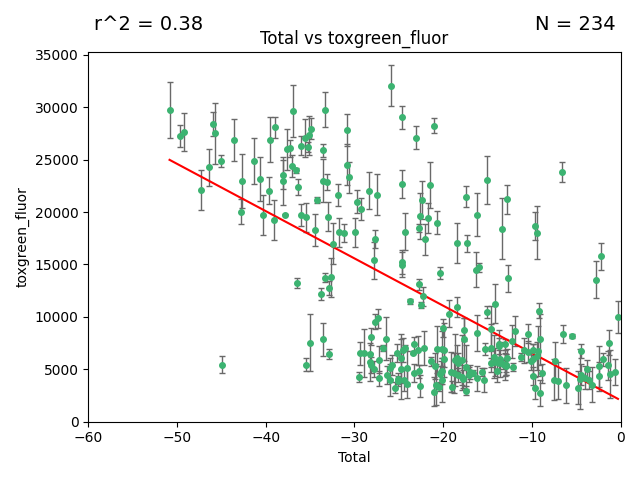 r^2 = 0.38 N = 234
Total vs toxgreen_fluor
35000
30000
25000
20000
15000
10000
5000
0
toxgreen_fluor
−60 −50 −40 −30 −20 −10 0
Total